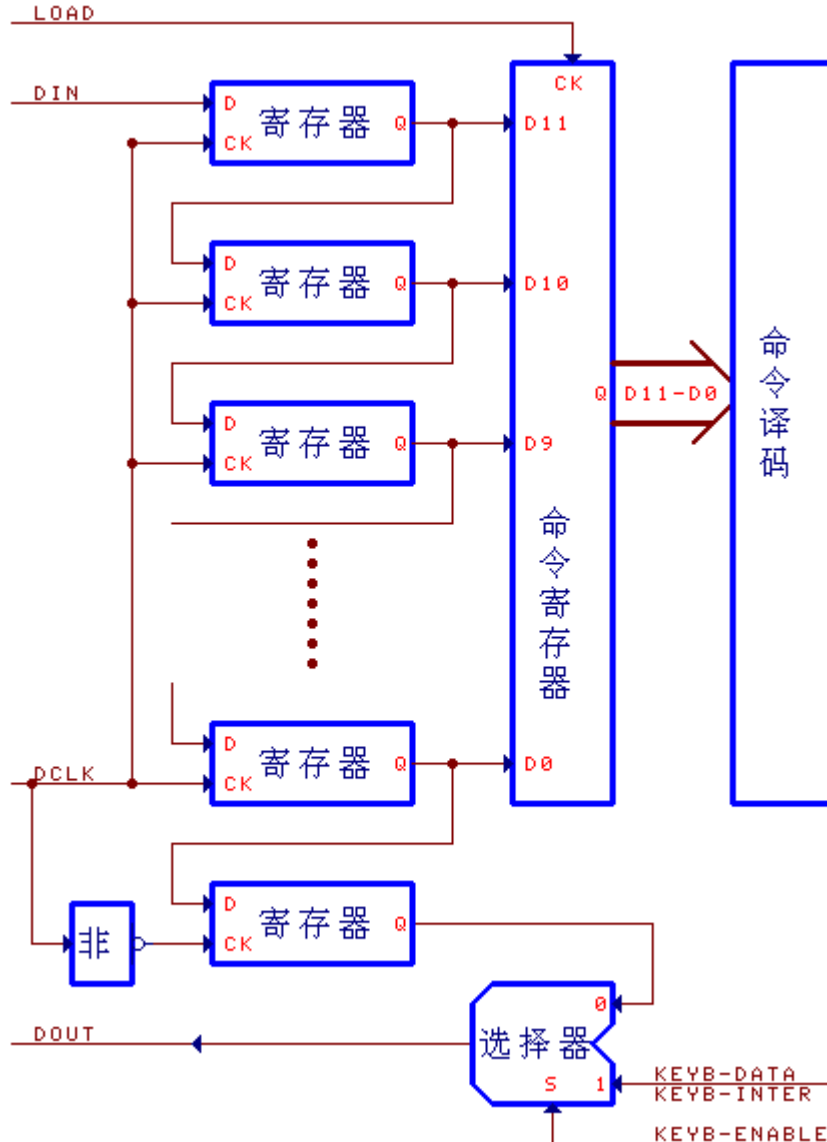 LOAD
CK
DIN
D 寄存器 Q
CK
D11
D 寄存器 Q
CK
D10
D 寄存器 Q
CK
D9
命令寄存器
Q D11-D0
命令译码
D 寄存器 Q
CK
D0
DCLK
非
D 寄存器 Q
CK
0
选择器
S 1
DOUT
KEYB-DATA
KEYB-INTER
KEYB-ENABLE